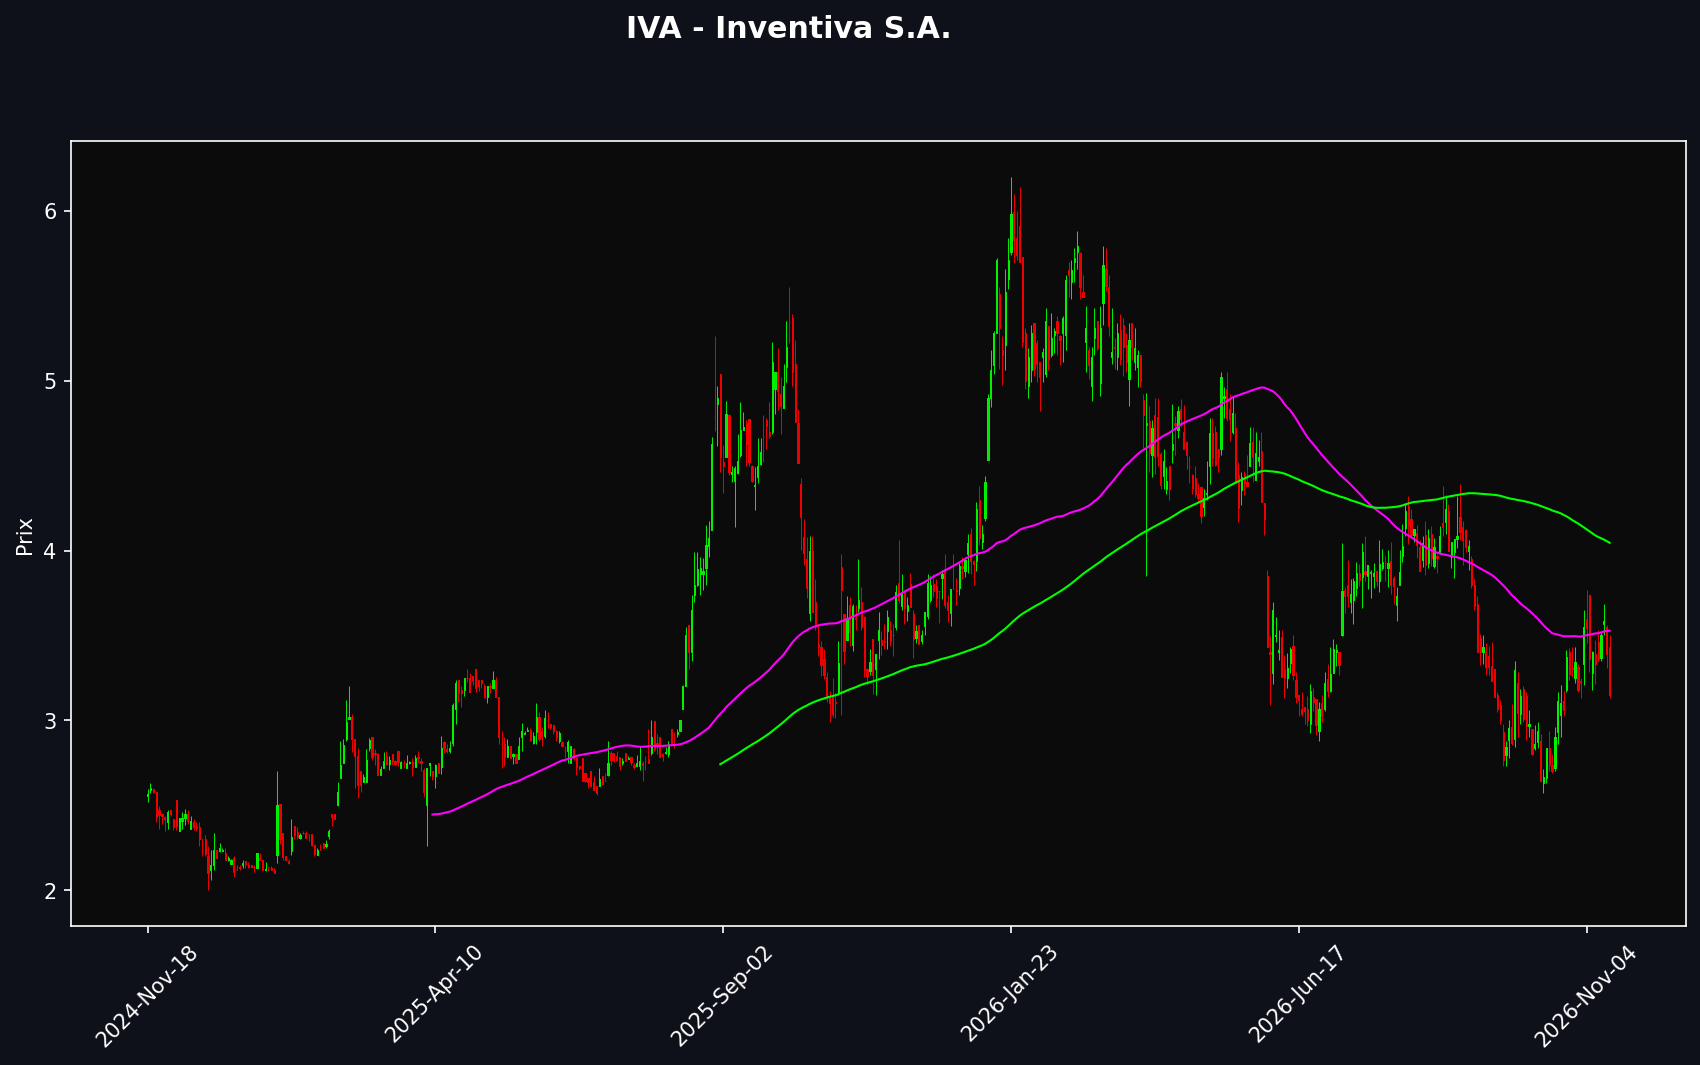 IVA - Inventiva S.A.
Prix
6
5
4
3
2
2024-Nov-18
2025-Apr-10
2025-Sep-02
2026-Jan-23
2026-Jun-17
2026-Nov-04